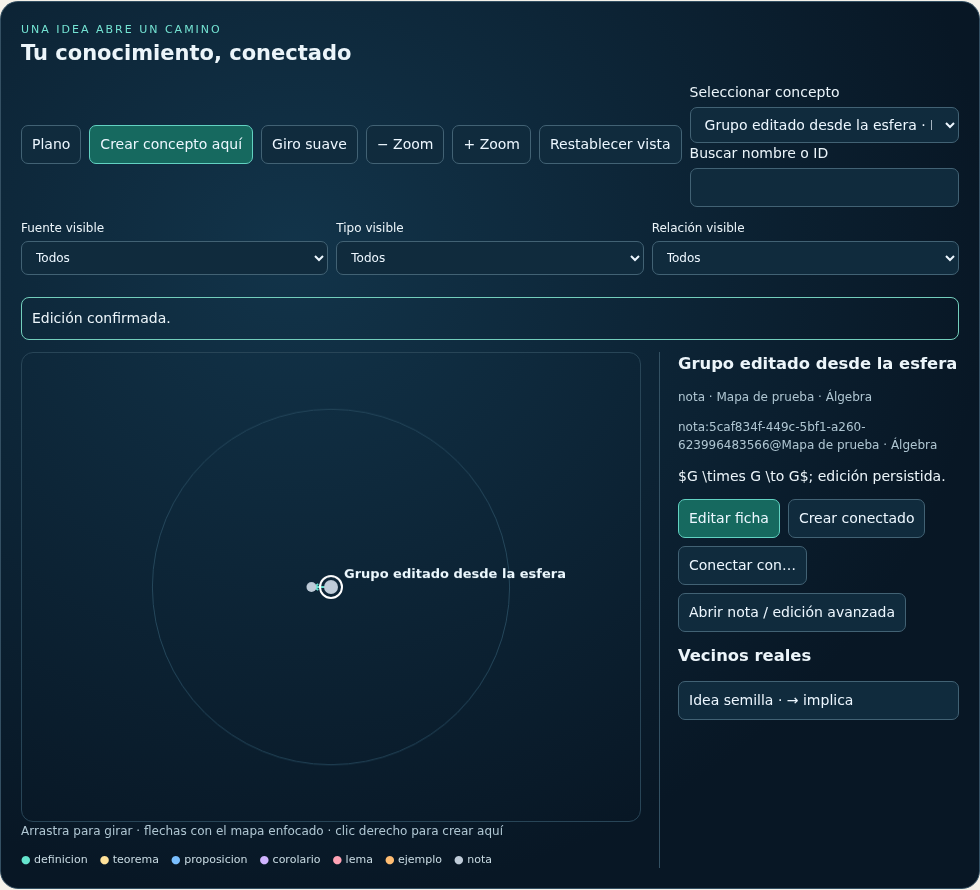 UNA IDEA ABRE UN CAMINO
Tu conocimiento, conectado
Plano
Crear concepto aquí
Giro suave
− Zoom
+ Zoom
Restablecer vista
Seleccionar concepto
Grupo editado desde la esfera ·
Buscar nombre o ID
Fuente visible
Tipo visible
Relación visible
Todos
Todos
Todos
Edición confirmada.
Grupo editado desde la esfera
Grupo editado desde la esfera
nota · Mapa de prueba · Álgebra
nota:5caf834f-449c-5bf1-a260-
623996483566@Mapa de prueba · Álgebra
$G \times G \to G$; edición persistida.
Editar ficha
Crear conectado
Conectar con…
Abrir nota / edición avanzada
Vecinos reales
Idea semilla · → implica
Arrastra para girar · flechas con el mapa enfocado · clic derecho para crear aquí
definicion
teorema
proposicion
corolario
lema
ejemplo
nota